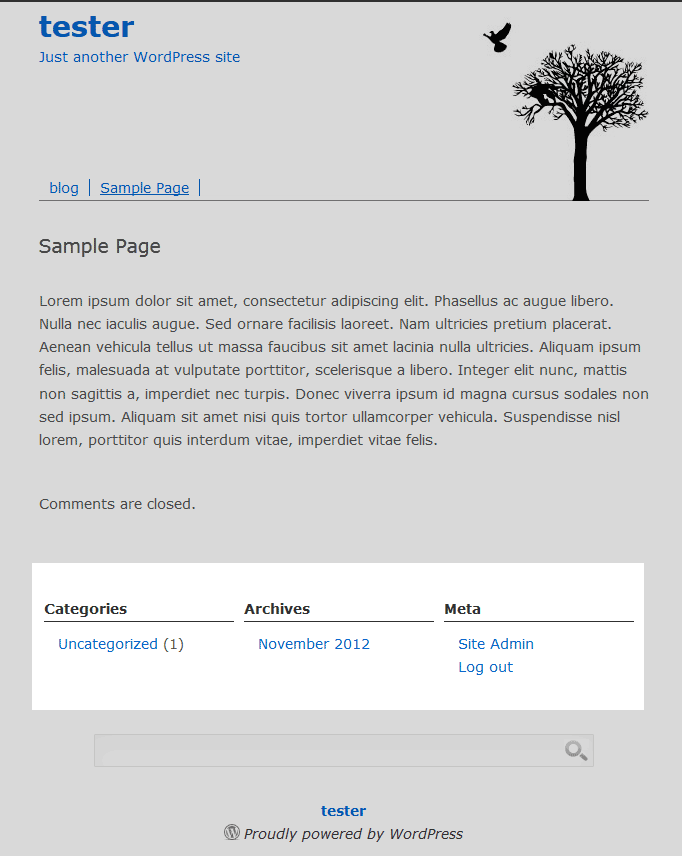 tester
Just another WordPress site
blog
Sample Page
Sample Page
Lorem ipsum dolor sit amet, consectetur adipiscing elit. Phasellus ac augue libero.
Nulla nec iaculis augue. Sed ornare facilisis laoreet. Nam ultricies pretium placerat.
Aenean vehicula tellus ut massa faucibus sit amet lacinia nulla ultricies. Aliquam ipsum
felis, malesuada at vulputate porttitor, scelerisque a libero. Integer elit nunc, mattis
non sagittis a, imperdiet nec turpis. Donec viverra ipsum id magna cursus sodales non
sed ipsum. Aliquam sit amet nisi quis tortor ullamcorper vehicula. Suspendisse nisl
lorem, porttitor quis interdum vitae, imperdiet vitae felis.
Comments are closed.
Categories
Uncategorized (1)
Archives
November 2012
Meta
Site Admin
Log out
tester
Proudly powered by WordPress